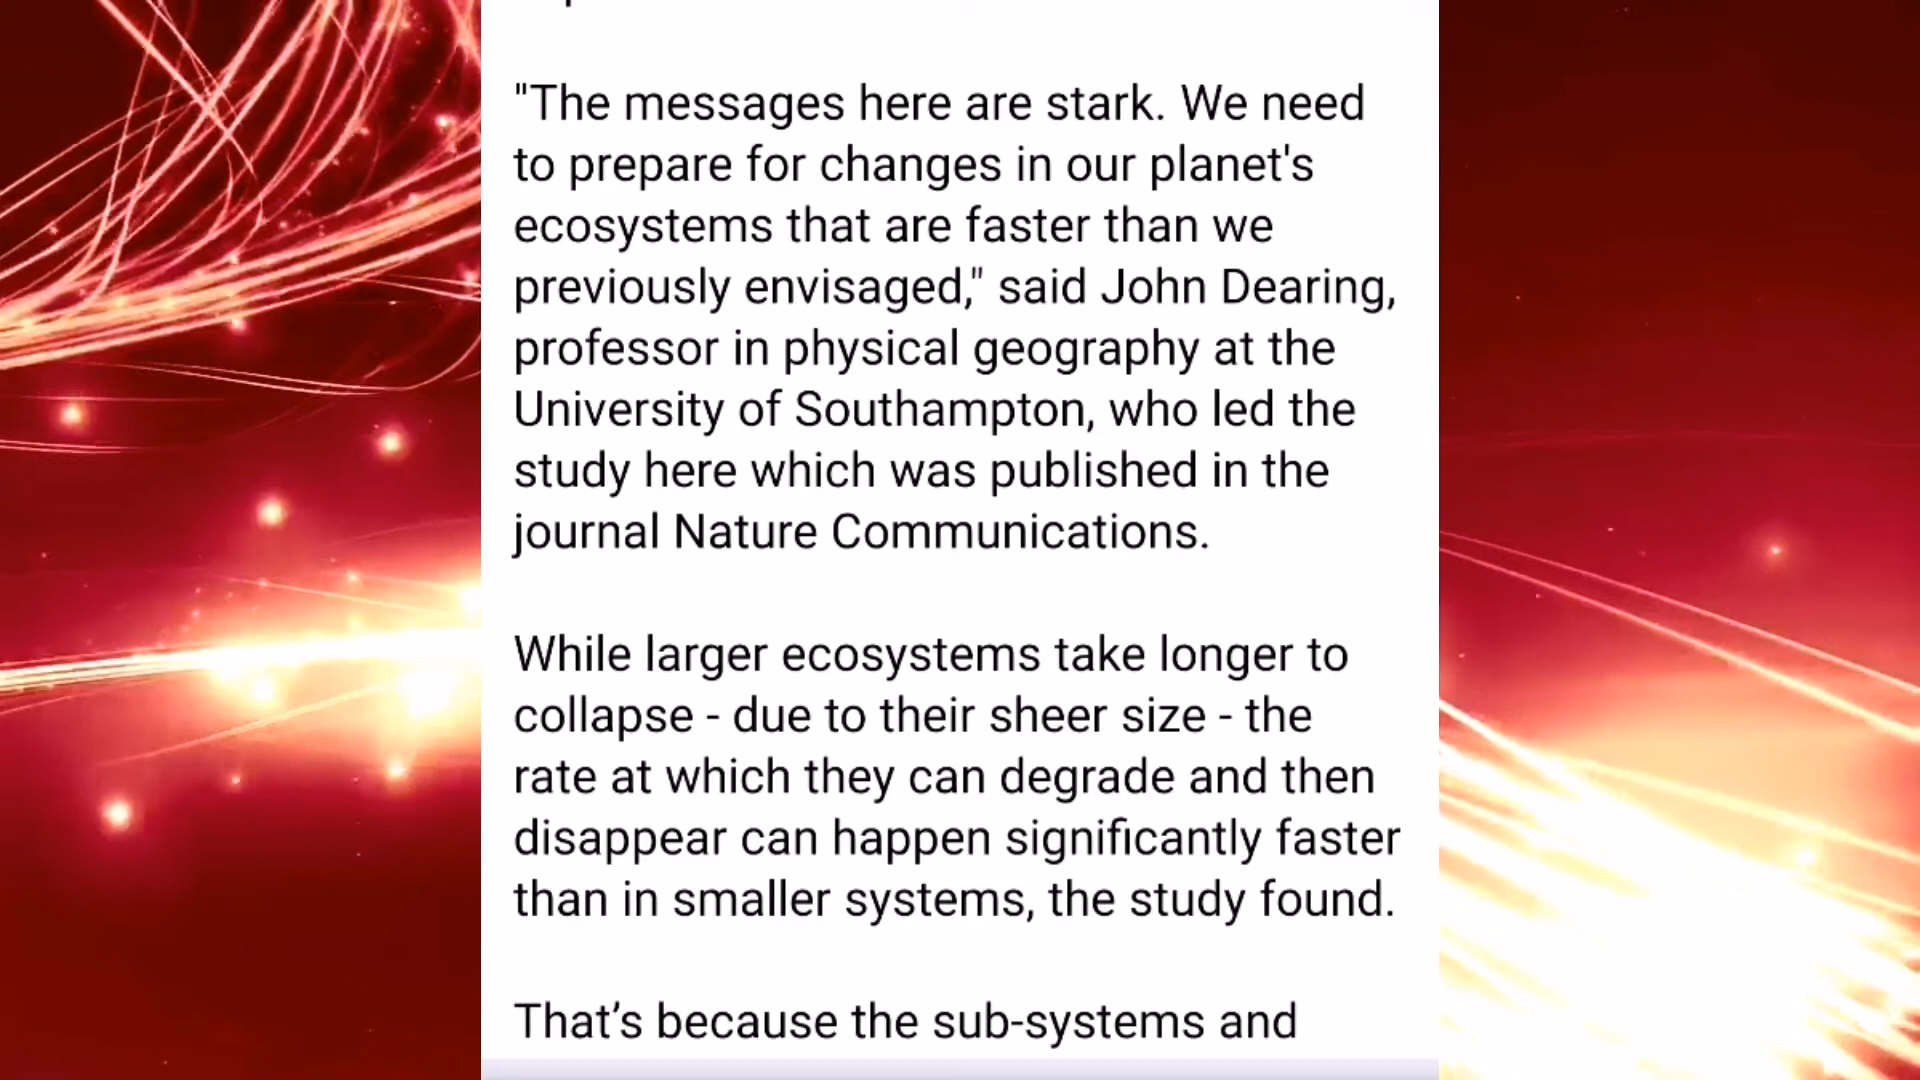 "The messages here are stark. We need
to prepare for changes in our planet's
ecosystems that are faster than we
previously envisaged," said John Dearing,
professor in physical geography at the
University of Southampton, who led the
study here which was published in the
journal Nature Communications.
While larger ecosystems take longer to
collapse - due to their sheer size - the
rate at which they can degrade and then
disappear can happen significantly faster
than in smaller systems, the study found.
That’s because the sub-systems and